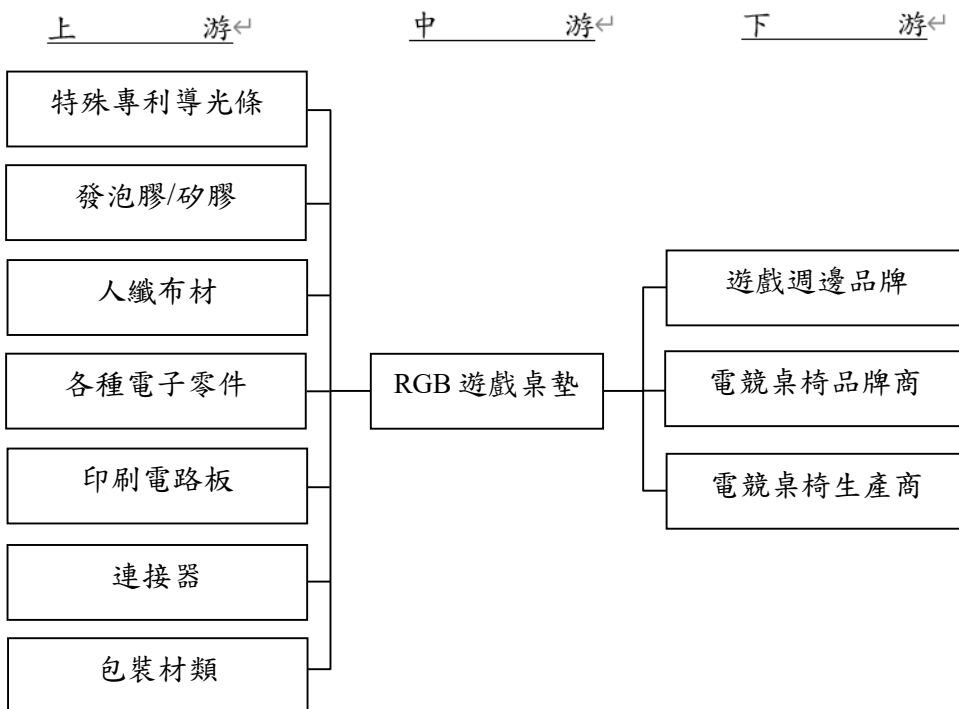 上 游 中 游 下 游
特殊專利導光條
發泡膠/矽膠
人纖布材
各種電子零件
印刷電路板
連接器
包裝材類
RGB 遊戲桌墊
遊戲週邊品牌
電競桌椅品牌商
電競桌椅生產商